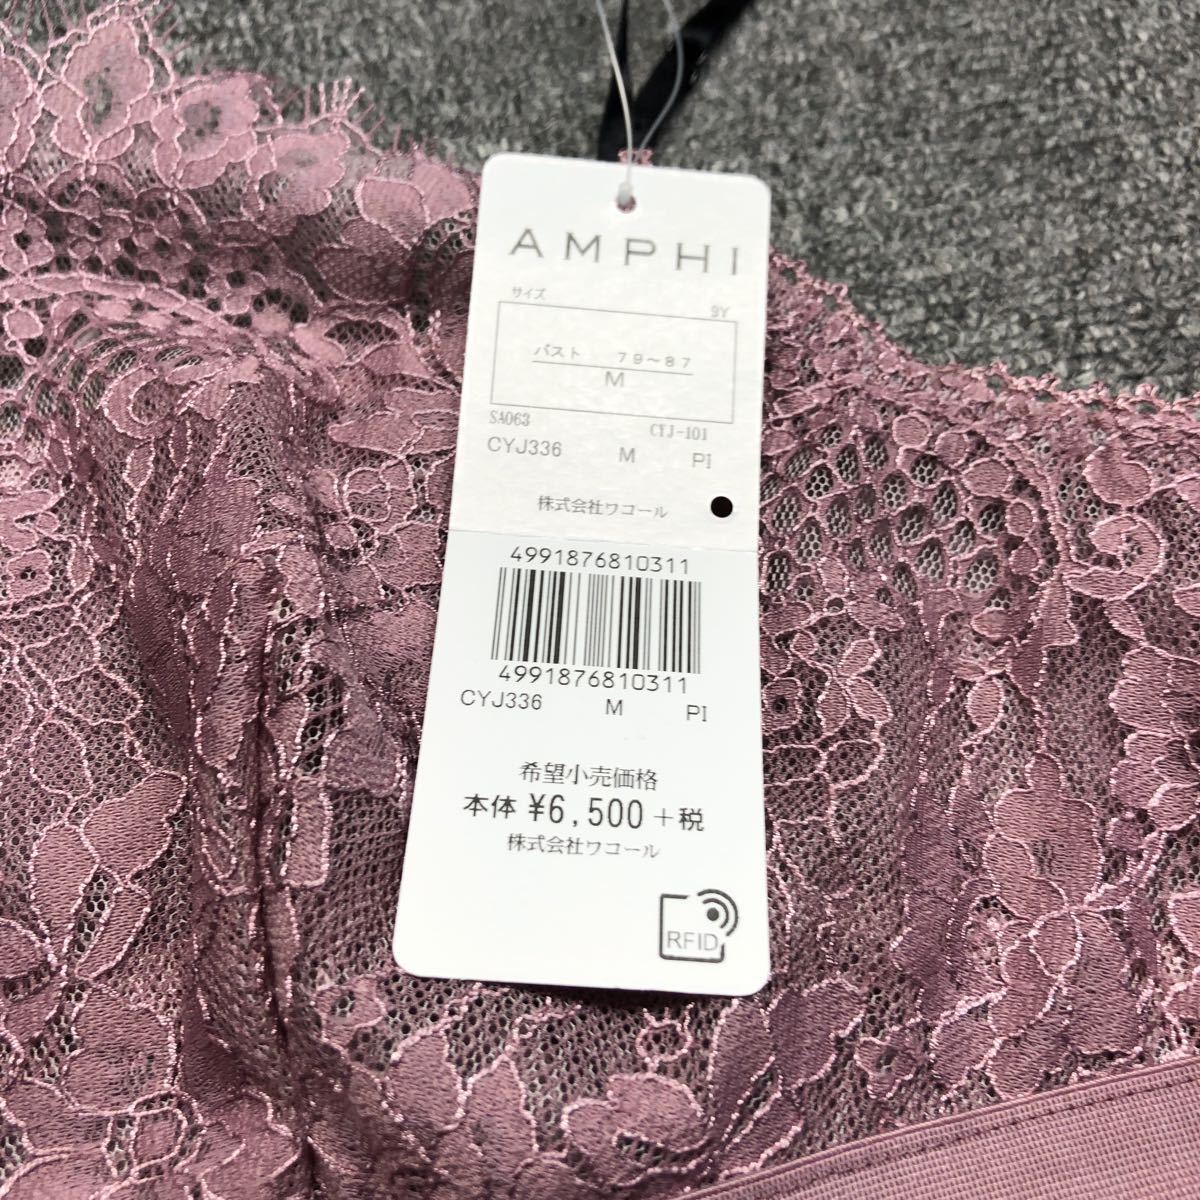 AMPHI
サイズ
9Y
バスト 79~87
M
SA063 CYJ-101
CYJ336 M PI
株式会社ワコール
4991876810311
4991876810311
CYJ336 M PI
希望小売価格
本体 ¥6,500+税
株式会社ワコール
RFID